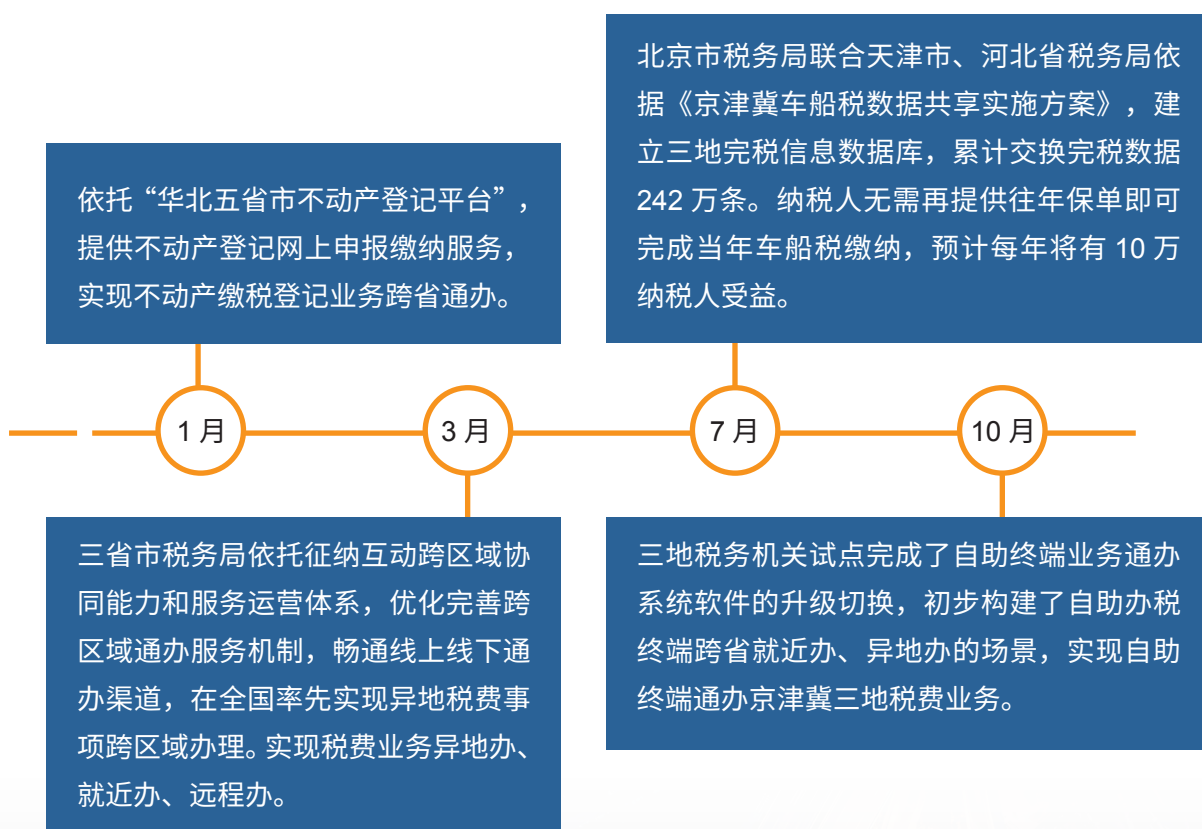 依托“华北五省市不动产登记平台”，
提供不动产登记网上申报缴纳服务，
实现不动产缴税登记业务跨省通办。
北京市税务局联合天津市、河北省税务局依
据《京津冀车船税数据共享实施方案》，建
立三地完税信息数据库，累计交换完税数据
242 万条。纳税人无需再提供往年保单即可
完成当年车船税缴纳，预计每年将有 10 万
纳税人受益。
1 月
3 月
7 月
10 月
三省市税务局依托征纳互动跨区域协
同能力和服务运营体系，优化完善跨
区域通办服务机制，畅通线上线下通
办渠道，在全国率先实现异地税费事
项跨区域办理。实现税费业务异地办、
就近办、远程办。
三地税务机关试点完成了自助终端业务通办
系统软件的升级切换，初步构建了自助办税
终端跨省就近办、异地办的场景，实现自助
终端通办京津冀三地税费业务。